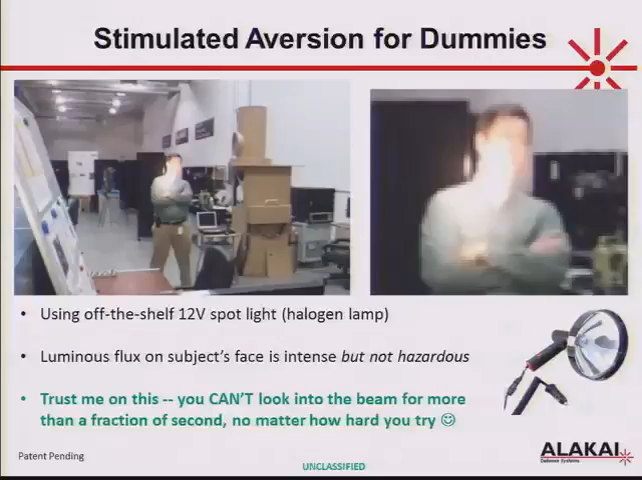 Stimulated Aversion for Dummies
• Using off-the-shelf 12V spot light (halogen lamp)
• Luminous flux on subject's face is intense but not hazardous
• Trust me on this -- you CAN'T look into the beam for more
than a fraction of second, no matter how hard you try ☺
Patent Pending
UNCLASSIFIED
ALAKAI
Defense Systems